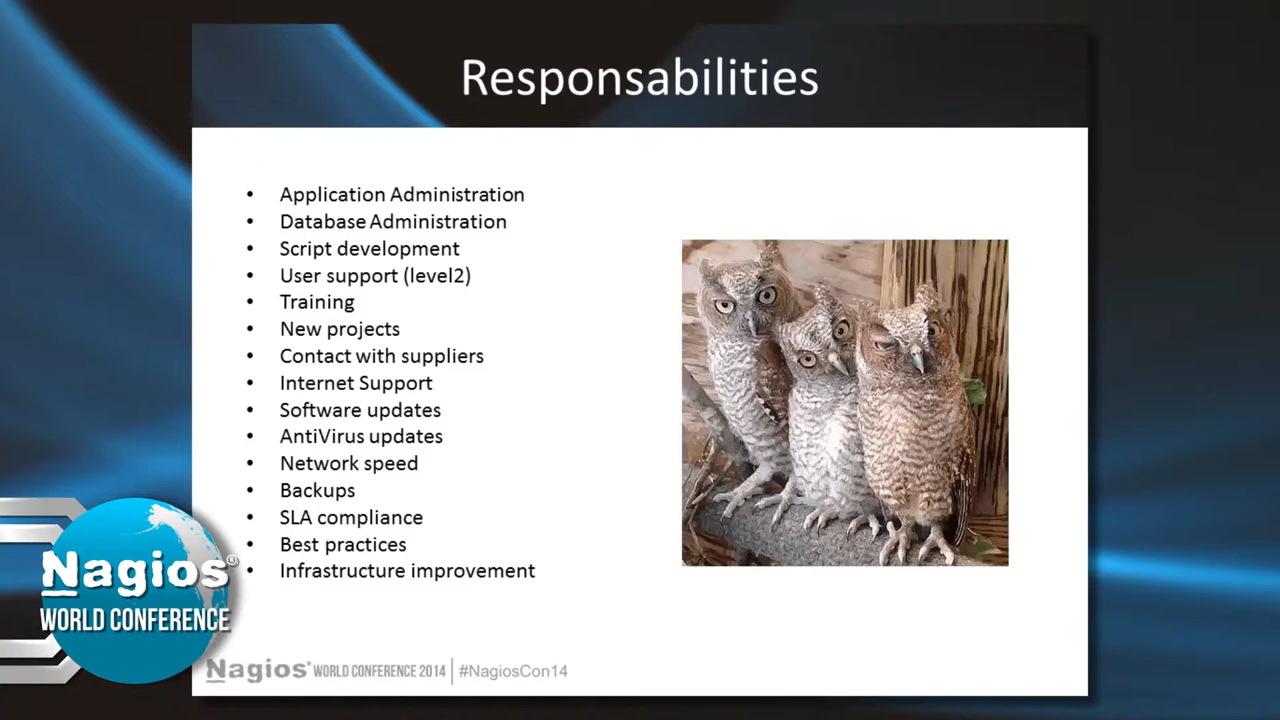 Responsabilities
• Application Administration
• Database Administration
• Script development
• User support (level2)
• Training
• New projects
• Contact with suppliers
• Internet Support
• Software updates
• AntiVirus updates
• Network speed
• Backups
• SLA compliance
• Best practices
• Infrastructure improvement
Nagios®
WORLD CONFERENCE
Nagios® WORLD CONFERENCE 2014 | #NagiosCon14